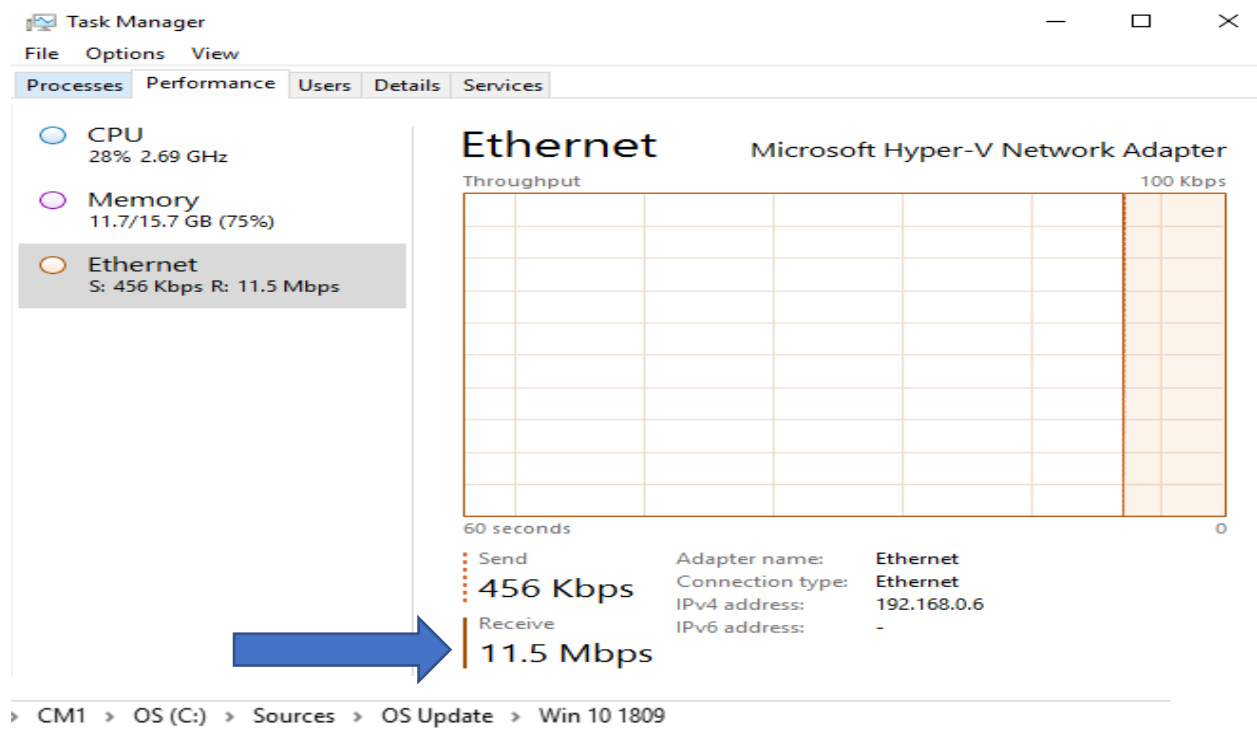 Task Manager
File Options View
Processes Performance Users Details Services
CPU
28% 2.69 GHz
Memory
11.7/15.7 GB (75%)
Ethernet
S: 456 Kbps R: 11.5 Mbps
Ethernet Microsoft Hyper-V Network Adapter
Throughput 100 Kbps
60 seconds 0
Send
456 Kbps
Receive
11.5 Mbps
Adapter name: Ethernet
Connection type: Ethernet
IPv4 address: 192.168.0.6
IPv6 address: -
> CM1 > OS (C:) > Sources > OS Update > Win 10 1809